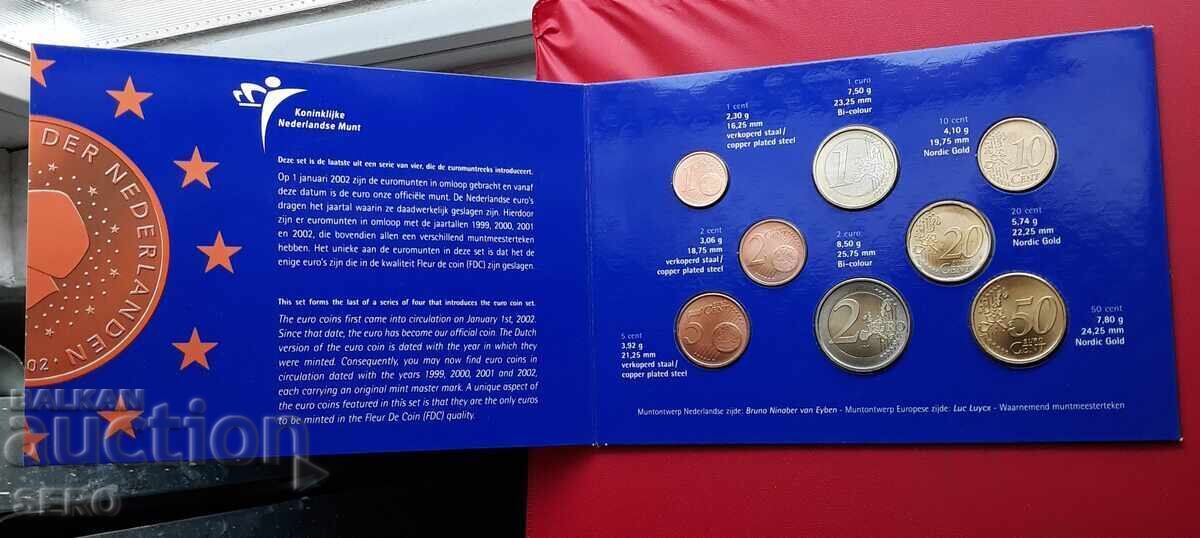 DER NEDERLANDEN
02
Koninklijke
Nederlandse Munt
Deze set is de laatste uit een serie van vier, die de euromuntreeks introduceert.
Op 1 januari 2002 zijn de euromunten in omloop gebracht en vanaf
deze datum is de euro onze officiële munt. De Nederlandse euro's
dragen het jaartal waarin ze daadwerkelijk geslagen zijn. Hierdoor
zijn er euromunten in omloop met de jaartallen 1999, 2000, 2001
en 2002, die bovendien allen een verschillend muntmeesterteken
hebben. Het unieke aan de euromunten in deze set is dat het de
enige euro's zijn die in de kwaliteit Fleur de coin (FDC) zijn geslagen.
This set forms the last of a series of four that introduces the euro coin set.
The euro coins first came into circulation on January 1st, 2002.
Since that date, the euro has become our official coin. The Dutch
version of the euro coin is dated with the year in which they
were minted. Consequently, you may now find euro coins in
circulation dated with the years 1999, 2000, 2001 and 2002,
each carrying an original mint master mark. A unique aspect of
the euro coins featured in this set is that they are the only euros
to be minted in the Fleur De Coin (FDC) quality.
1 cent
2,30 g
16,25 mm
verkoperd staal/
copper plated steel
1
1 euro
7,50 g
23,25 mm
Bi-colour
1
10 cent
4,10 g
19,75 mm
Nordic Gold
10
CENT
2 cent
3,06 g
18,75 mm
verkoperd staal/
copper plated steel
2
2 euro
8,50 g
25,75 mm
Bi-colour
2 EURO
20 cent
5,74 g
22,25 mm
Nordic Gold
20
CENT
5 cent
3,92 g
21,25 mm
verkoperd staal/
copper plated steel
5
50 cent
7,80 g
24,25 mm
Nordic Gold
50
EURO
CENT
Muntontwerp Nederlandse zijde: Bruno Ninaber van Eyben - Muntontwerp Europese zijde: Luc Luycx - Waarnemend muntmeesterteken
BALKAN
auction
SERO